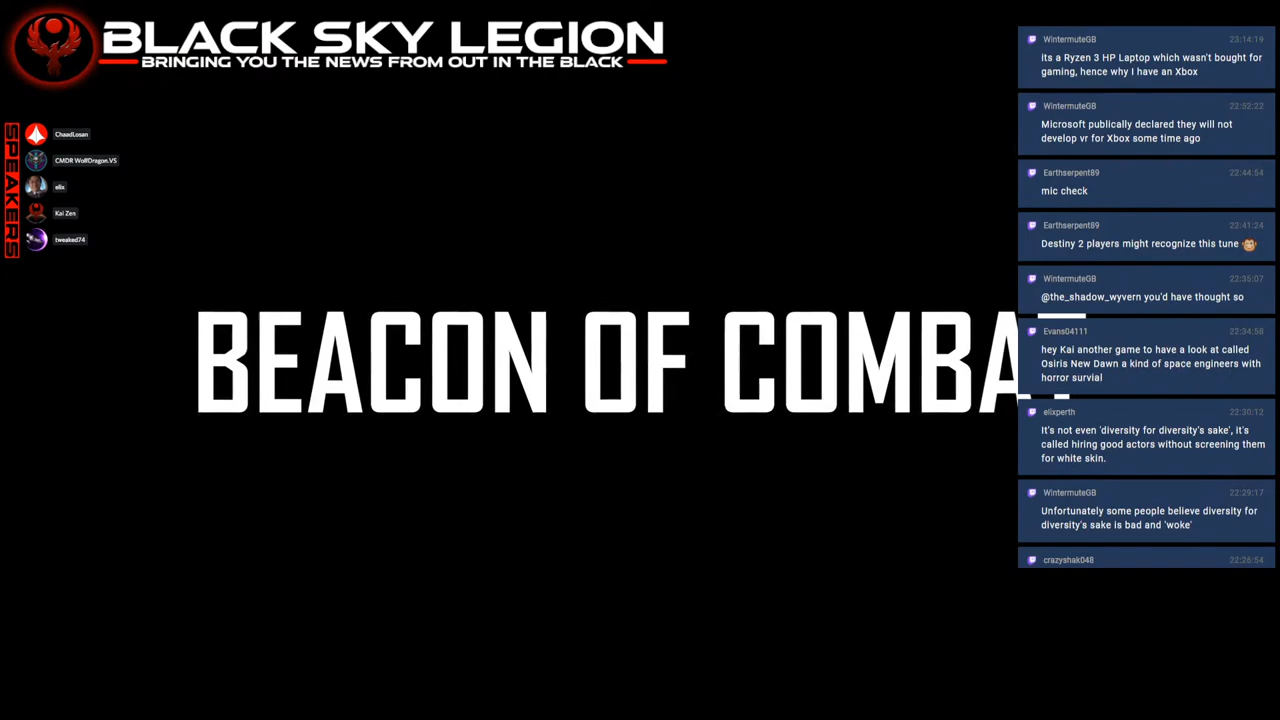 BLACK SKY LEGION
BRINGING YOU THE NEWS FROM OUT IN THE BLACK
SPEAKERS
ChaadLosan
CMDR WolfDragon.VS
elix
Kai Zen
tweaked74
BEACON OF COMBA
WintermuteGB 23:14:19
Its a Ryzen 3 HP Laptop which wasn't bought for
gaming, hence why I have an Xbox
WintermuteGB 22:52:22
Microsoft publically declared they will not
develop vr for Xbox some time ago
Earthserpent89 22:44:54
mic check
Earthserpent89 22:41:24
Destiny 2 players might recognize this tune
WintermuteGB 22:35:07
@the_shadow_wyvern you'd have thought so
Evans04111 22:34:58
hey Kai another game to have a look at called
Osiris New Dawn a kind of space engineers with
horror survial
elixperth 22:30:12
It's not even 'diversity for diversity's sake', it's
called hiring good actors without screening them
for white skin.
WintermuteGB 22:29:17
Unfortunately some people believe diversity for
diversity's sake is bad and 'woke'
crazyshak048 22:26:54